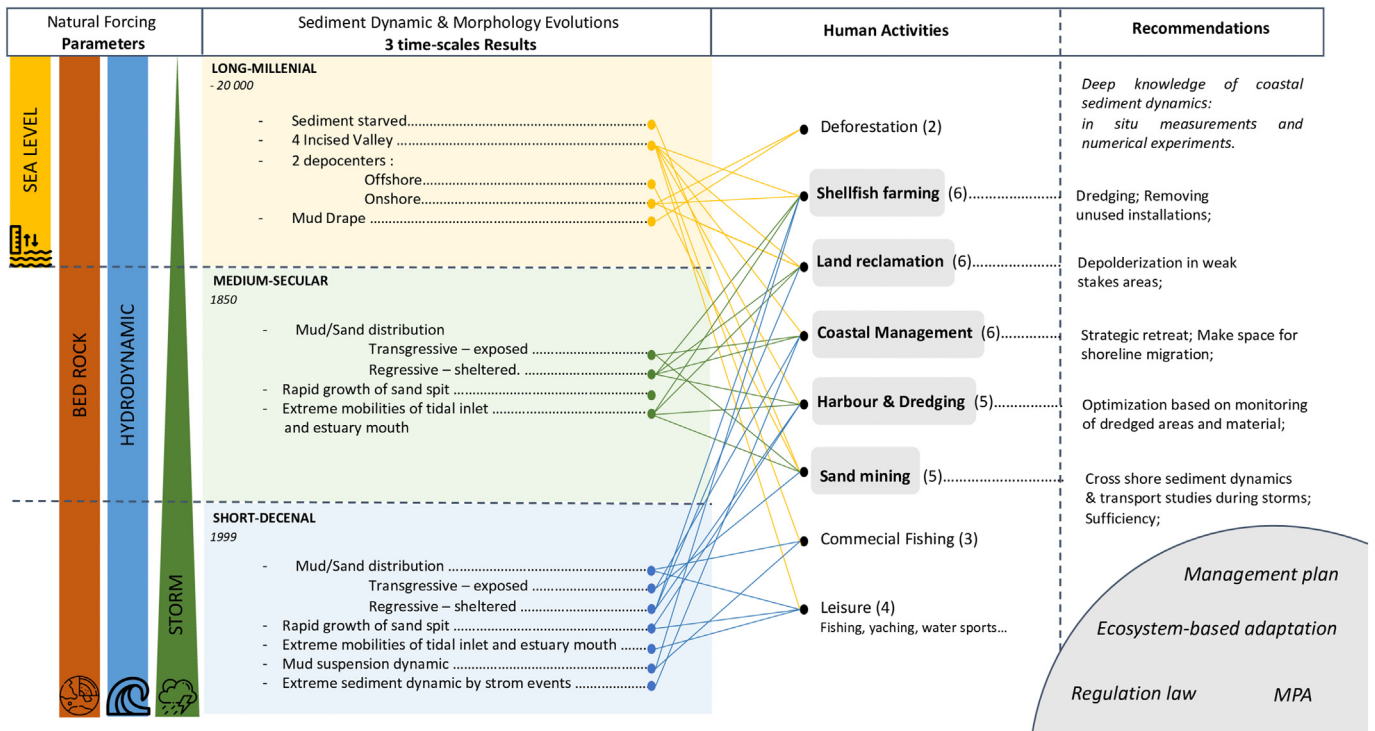 Natural Forcing
Parameters
Sediment Dynamic & Morphology Evolutions
3 time-scales Results
Human Activities
Recommendations
SEA LEVEL
BED ROCK
HYDRODYNAMIC
STORM
LONG-MILLENIAL
- 20 000
- Sediment starved
- 4 Incised Valley
- 2 depocenters :
Offshore
Onshore
- Mud Drape
MEDIUM-SECULAR
1850
- Mud/Sand distribution
Transgressive – exposed
Regressive – sheltered.
- Rapid growth of sand spit
- Extreme mobilities of tidal inlet
and estuary mouth
SHORT-DECENAL
1999
- Mud/Sand distribution
Transgressive – exposed
Regressive – sheltered
- Rapid growth of sand spit
- Extreme mobilities of tidal inlet and estuary mouth
- Mud suspension dynamic
- Extreme sediment dynamic by strom events
Deforestation (2)
Shellfish farming (6)
Land reclamation (6)
Coastal Management (6)
Harbour & Dredging (5)
Sand mining (5)
Commecial Fishing (3)
Leisure (4)
Fishing, yaching, water sports...
Deep knowledge of coastal
sediment dynamics:
in situ measurements and
numerical experiments.
Dredging; Removing
unused installations;
Depolderization in weak
stakes areas;
Strategic retreat; Make space for
shoreline migration;
Optimization based on monitoring
of dredged areas and material;
Cross shore sediment dynamics
& transport studies during storms;
Sufficiency;
Management plan
Ecosystem-based adaptation
Regulation law
MPA